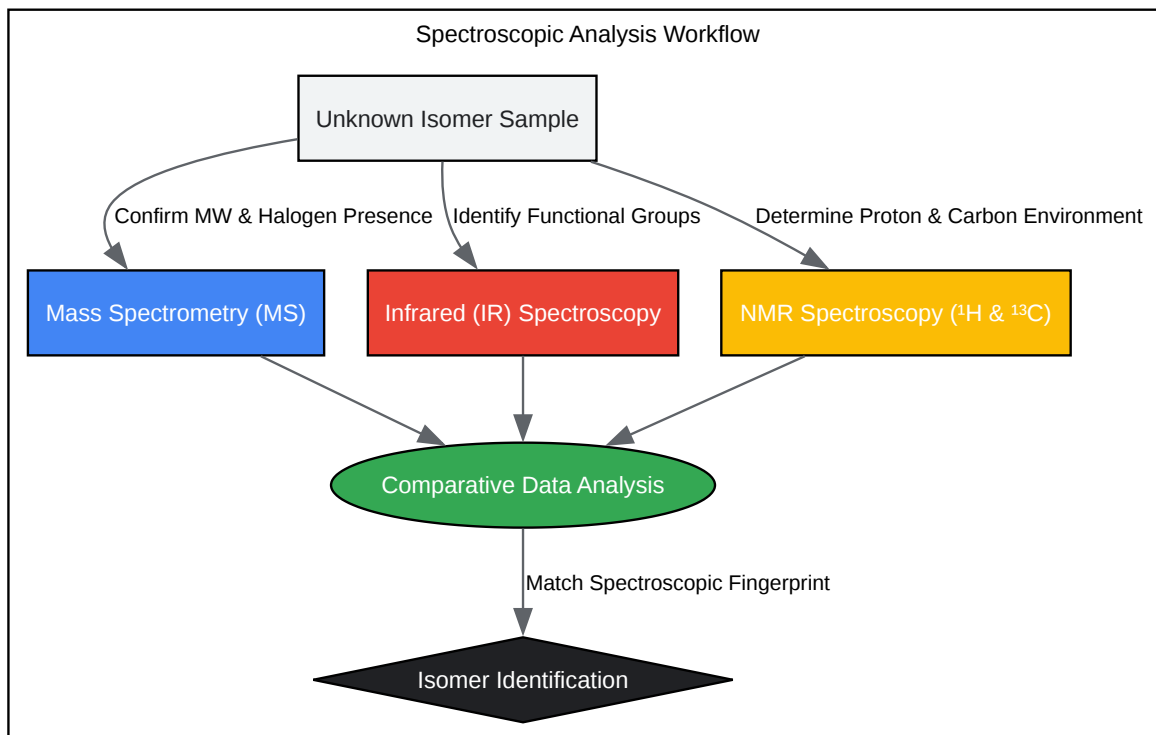 Spectroscopic Analysis Workflow
Unknown Isomer Sample
Confirm MW & Halogen Presence
Identify Functional Groups
Determine Proton & Carbon Environment
Mass Spectrometry (MS)
Infrared (IR) Spectroscopy
NMR Spectroscopy (¹H & ¹³C)
Comparative Data Analysis
Match Spectroscopic Fingerprint
Isomer Identification